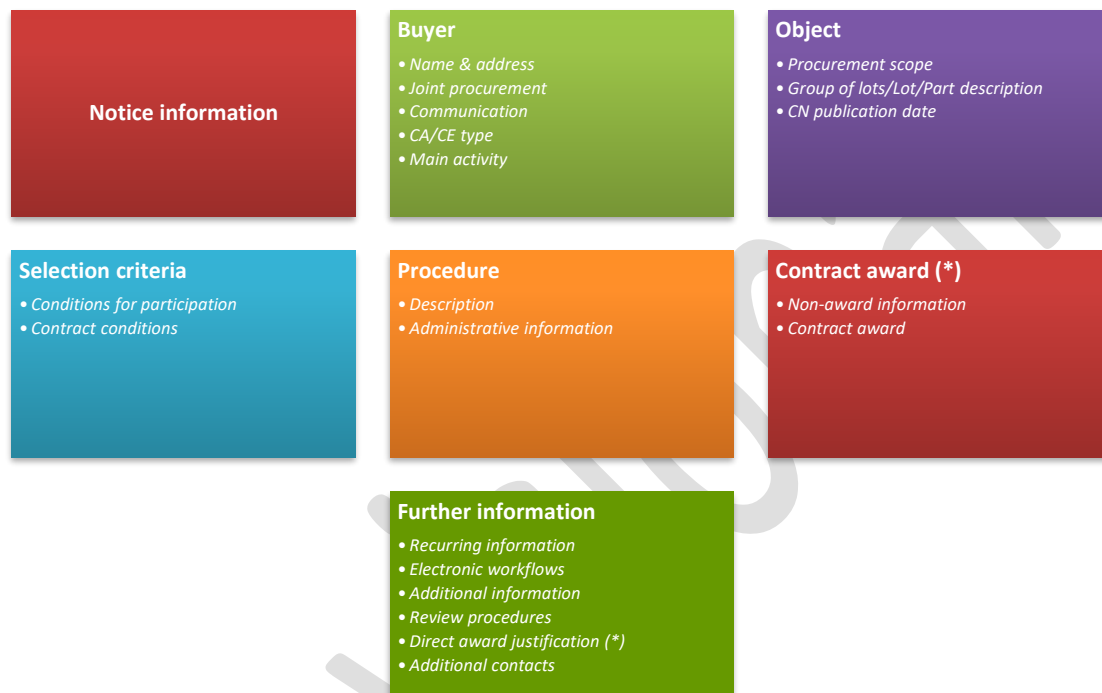 Notice information
Buyer
• Name & address
• Joint procurement
• Communication
• CA/CE type
• Main activity
Object
• Procurement scope
• Group of lots/Lot/Part description
• CN publication date
Selection criteria
• Conditions for participation
• Contract conditions
Procedure
• Description
• Administrative information
Contract award (*)
• Non-award information
• Contract award
Further information
• Recurring information
• Electronic workflows
• Additional information
• Review procedures
• Direct award justification (*)
• Additional contacts